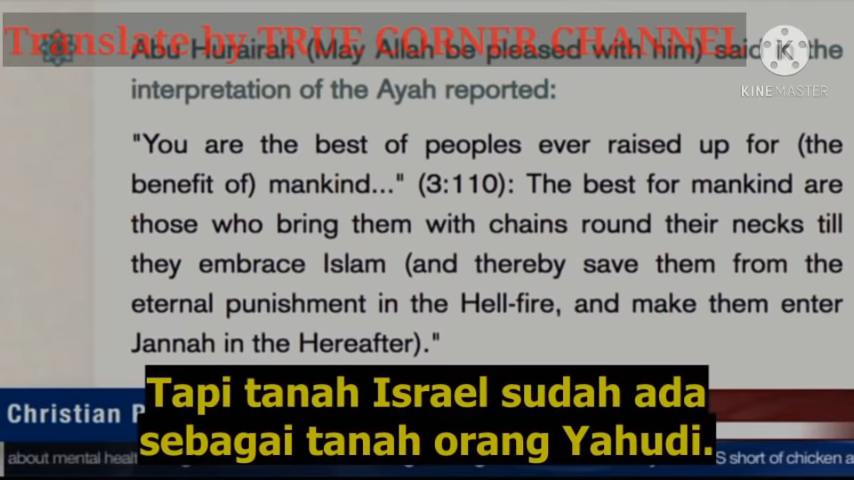 Translate by TRUE CORNER CHANNEL
Abu Hurairah (May Allah be pleased with him) said in the
KINEMASTER
interpretation of the Ayah reported:
"You are the best of peoples ever raised up for (the
benefit of) mankind..." (3:110): The best for mankind are
those who bring them with chains round their necks till
they embrace Islam (and thereby save them from the
eternal punishment in the Hell-fire, and make them enter
Jannah in the Hereafter)."
Tapi tanah Israel sudah ada
sebagai tanah orang Yahudi.
Christian
about mental
S short of chicken